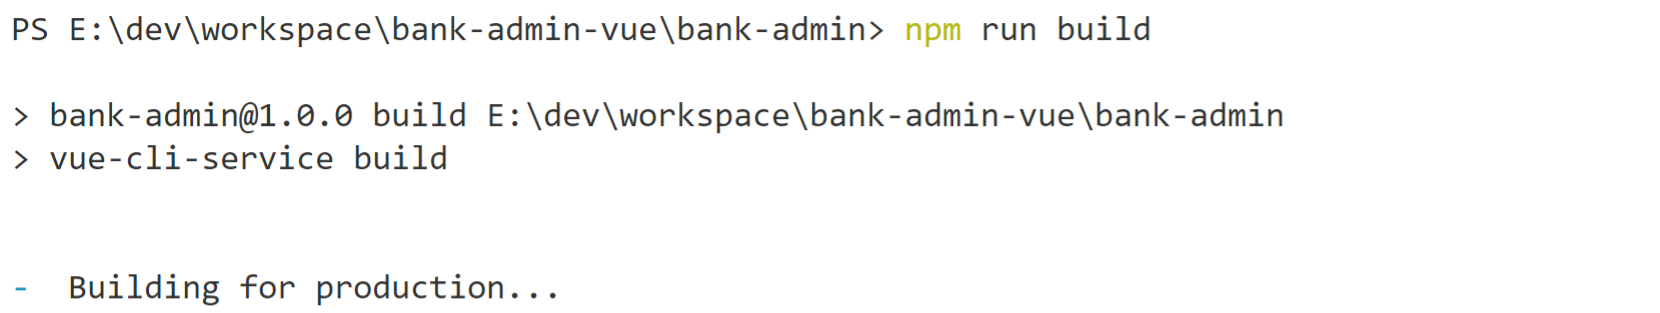 PS E:\dev\workspace\bank-admin-vue\bank-admin> npm run build
> bank-admin@1.0.0 build E:\dev\workspace\bank-admin-vue\bank-admin
> vue-cli-service build
-  Building for production...